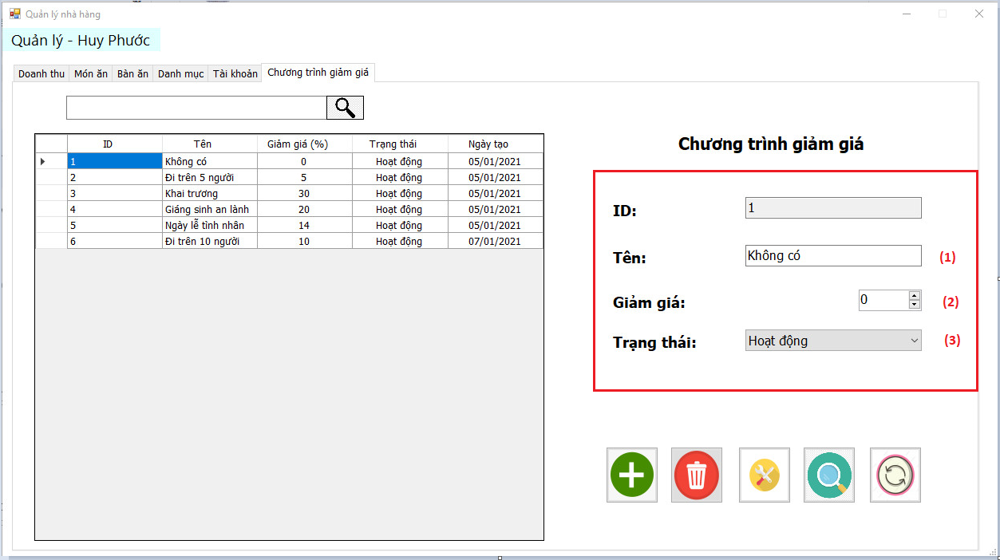 Quản lý nhà hàng
Quản lý - Huy Phước
Doanh thu Món ăn Bàn ăn Danh mục Tài khoản Chương trình giảm giá
ID Tên Giảm giá (%) Trạng thái Ngày tạo
1 Không có 0 Hoạt động 05/01/2021
2 Đi trên 5 người 5 Hoạt động 05/01/2021
3 Khai trương 30 Hoạt động 05/01/2021
4 Giáng sinh an lành 20 Hoạt động 05/01/2021
5 Ngày lễ tình nhân 14 Hoạt động 05/01/2021
6 Đi trên 10 người 10 Hoạt động 07/01/2021
Chương trình giảm giá
ID: 1
Tên: Không có (1)
Giảm giá: 0 (2)
Trạng thái: Hoạt động (3)